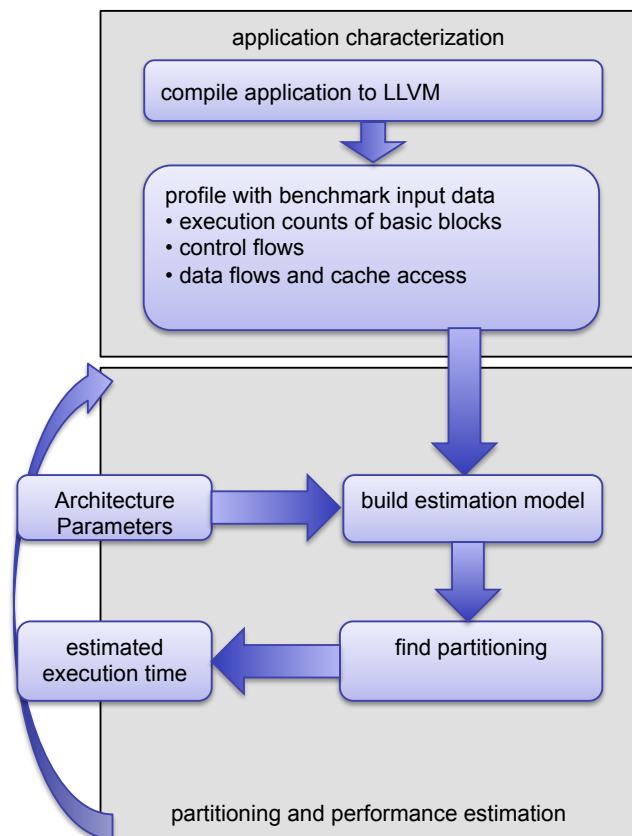 application characterization
compile application to LLVM
profile with benchmark input data
• execution counts of basic blocks
• control flows
• data flows and cache access
Architecture
Parameters
build estimation model
estimated
execution time
find partitioning
partitioning and performance estimation